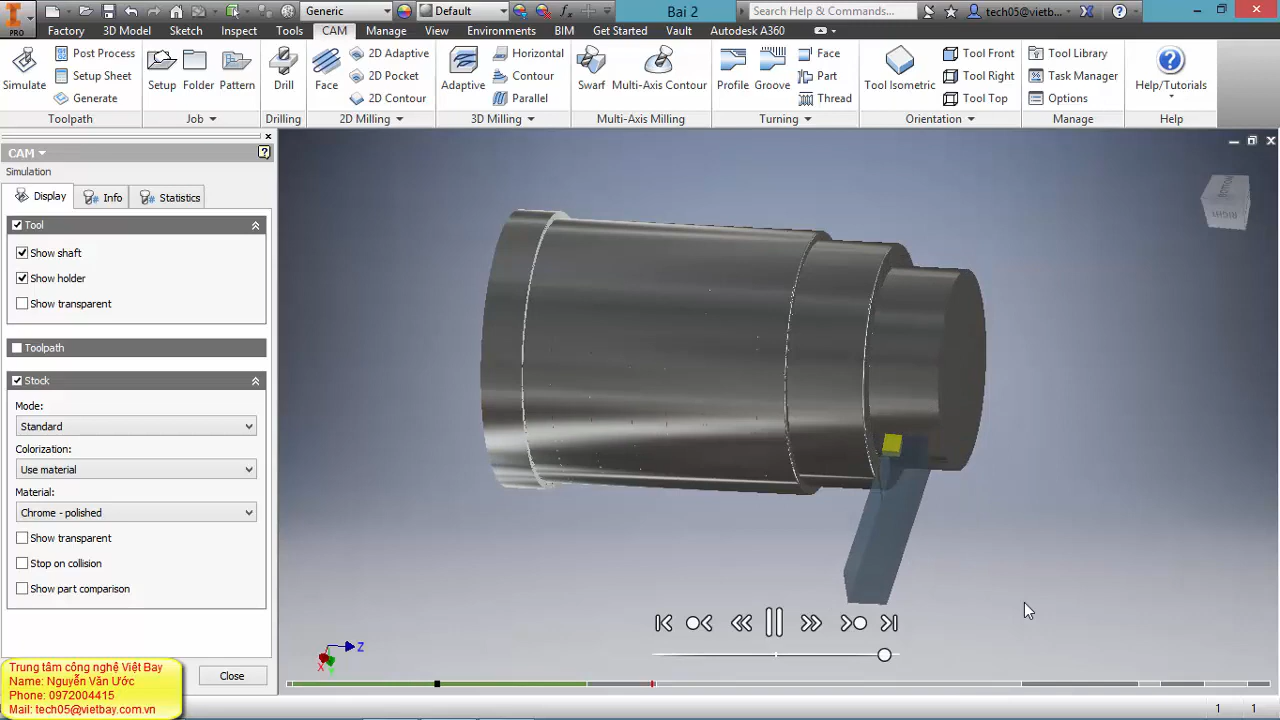 PRO
Generic
Default
Bai 2
Search Help & Commands...
tech05@vietb...
Factory 3D Model Sketch Inspect Tools CAM Manage View Environments BIM Get Started Vault Autodesk A360
Simulate
Post Process
Setup Sheet
Generate
Toolpath
Setup
Folder
Pattern
Job
Drill
Drilling
Face
2D Adaptive
2D Pocket
2D Contour
2D Milling
Adaptive
Horizontal
Contour
Parallel
3D Milling
Swarf
Multi-Axis Contour
Multi-Axis Milling
Profile
Groove
Face
Part
Thread
Turning
Tool Isometric
Tool Front
Tool Right
Tool Top
Orientation
Tool Library
Task Manager
Options
Manage
Help/Tutorials
Help
CAM
Simulation
Display Info Statistics
Tool
Show shaft
Show holder
Show transparent
Toolpath
Stock
Mode:
Standard
Colorization:
Use material
Material:
Chrome - polished
Show transparent
Stop on collision
Show part comparison
Close
BOTTOM
RIGHT
Z
X
Trung tâm công nghệ Việt Bay
Name: Nguyễn Văn Ước
Phone: 0972004415
Mail: tech05@vietbay.com.vn
1 1